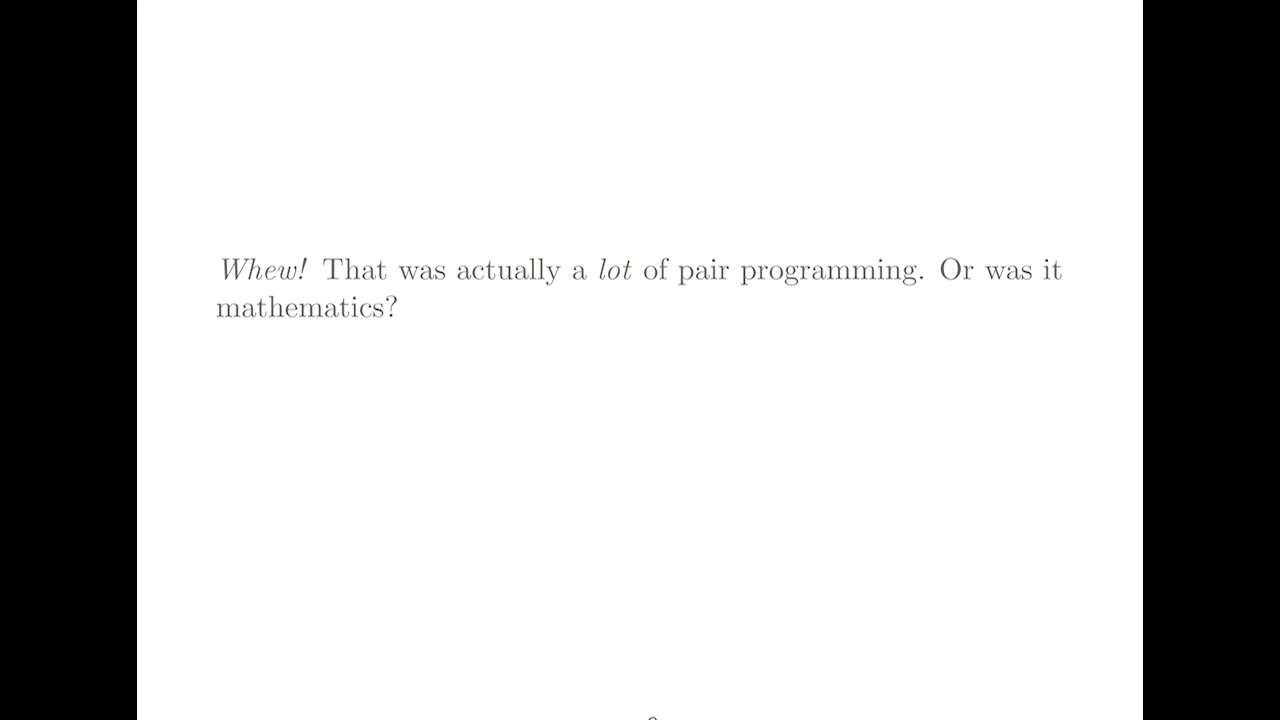 Whew! That was actually a lot of pair programming. Or was it
mathematics?